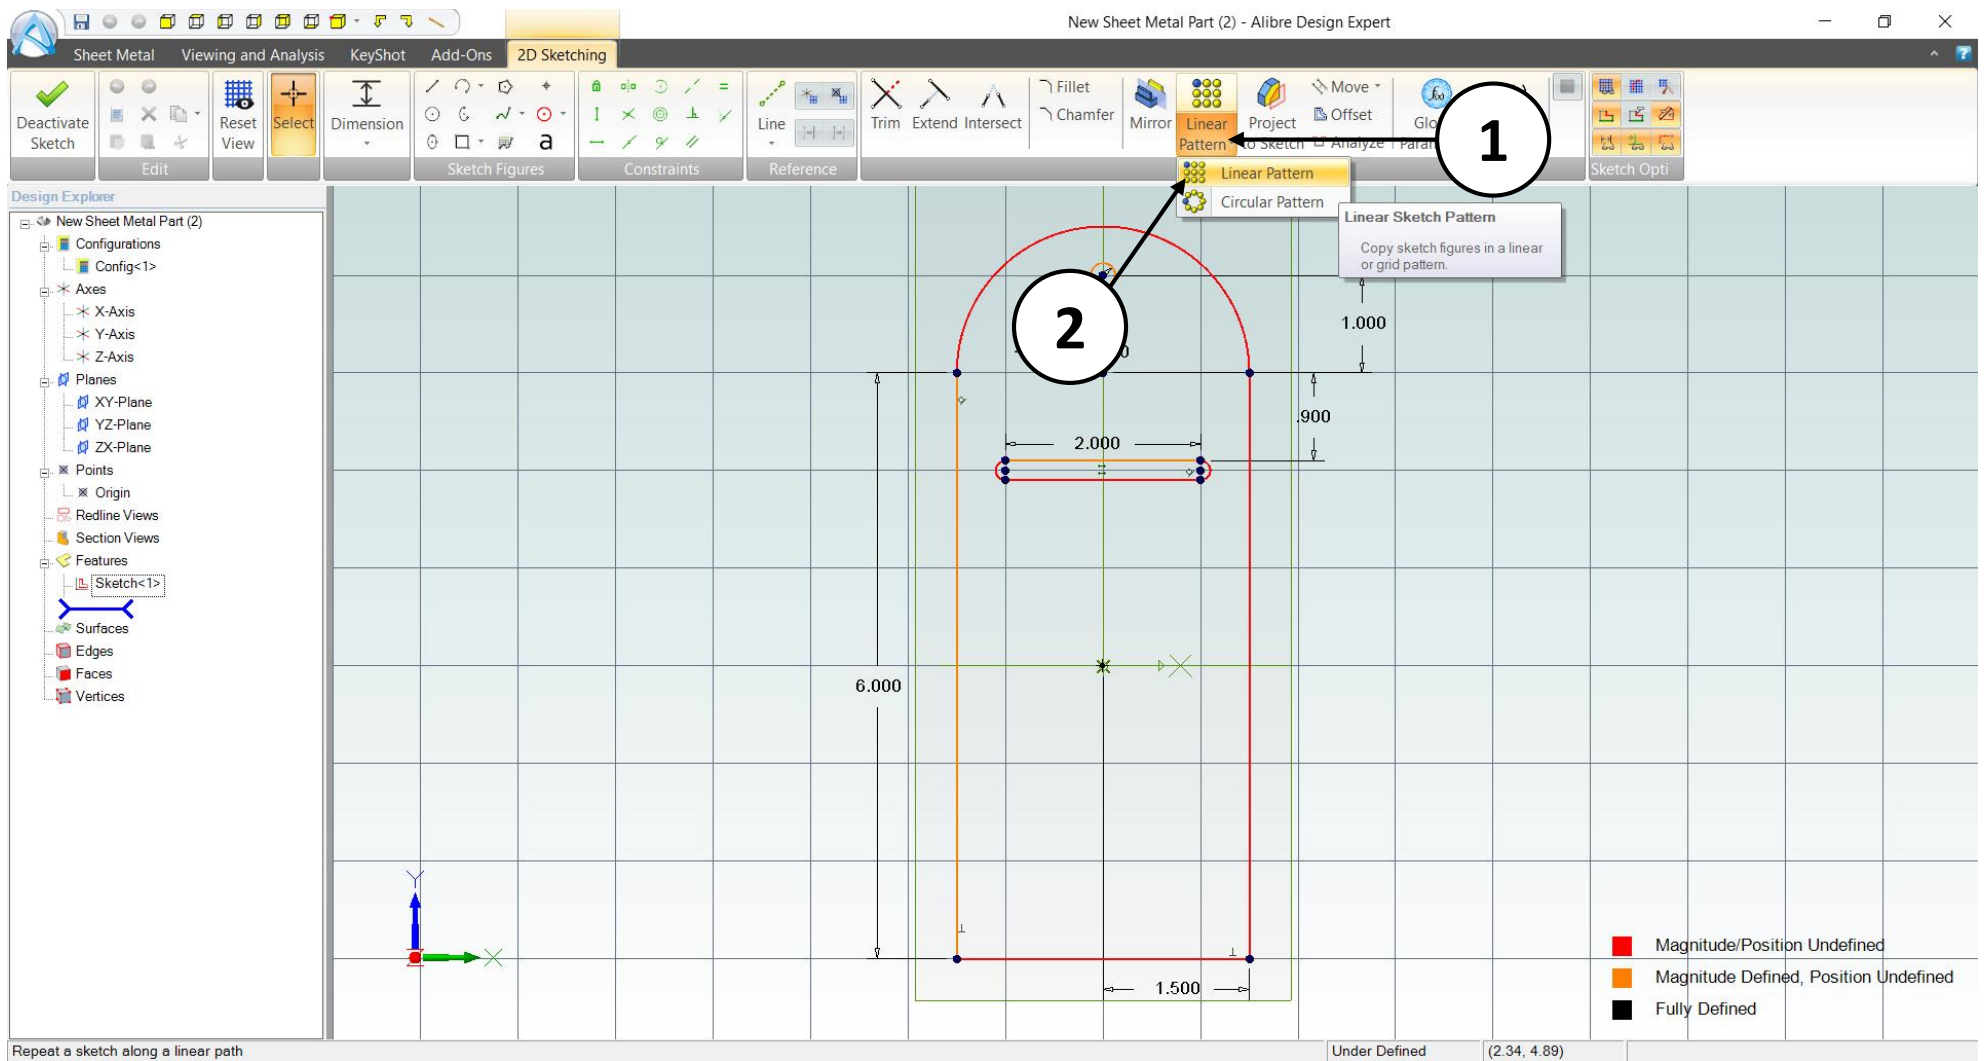 New Sheet Metal Part (2) - Alibre Design Expert
Sheet Metal
Viewing and Analysis
KeyShot
Add-Ons
2D Sketching
Deactivate
Sketch
Reset
View
Select
Dimension
a
Line
Trim
Extend
Intersect
Fillet
Chamfer
Mirror
Linear
Pattern
Project
to Sketch
Move
Offset
Analyze
f(x)
Edit
Sketch Figures
Constraints
Reference
Sketch Opti
1
Linear Pattern
Circular Pattern
Linear Sketch Pattern
Copy sketch figures in a linear
or grid pattern.
Design Explorer
New Sheet Metal Part (2)
Configurations
Config<1>
Axes
X-Axis
Y-Axis
Z-Axis
Planes
XY-Plane
YZ-Plane
ZX-Plane
Points
Origin
Redline Views
Section Views
Features
Sketch<1>
Surfaces
Edges
Faces
Vertices
2
1.000
.900
2.000
6.000
1.500
Y
X
X
Magnitude/Position Undefined
Magnitude Defined, Position Undefined
Fully Defined
Repeat a sketch along a linear path
Under Defined
(2.34, 4.89)